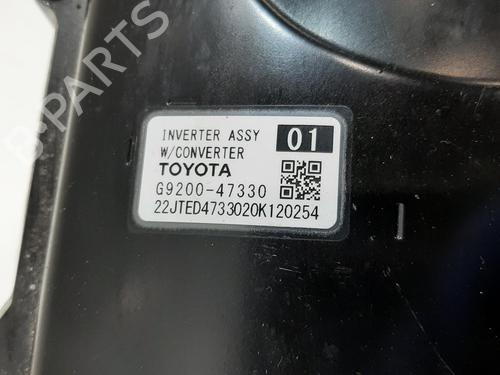 B-PARTS
INVERTER ASSY 01
W/CONVERTER
TOYOTA
G9200-47330
22JTED4733020K120254